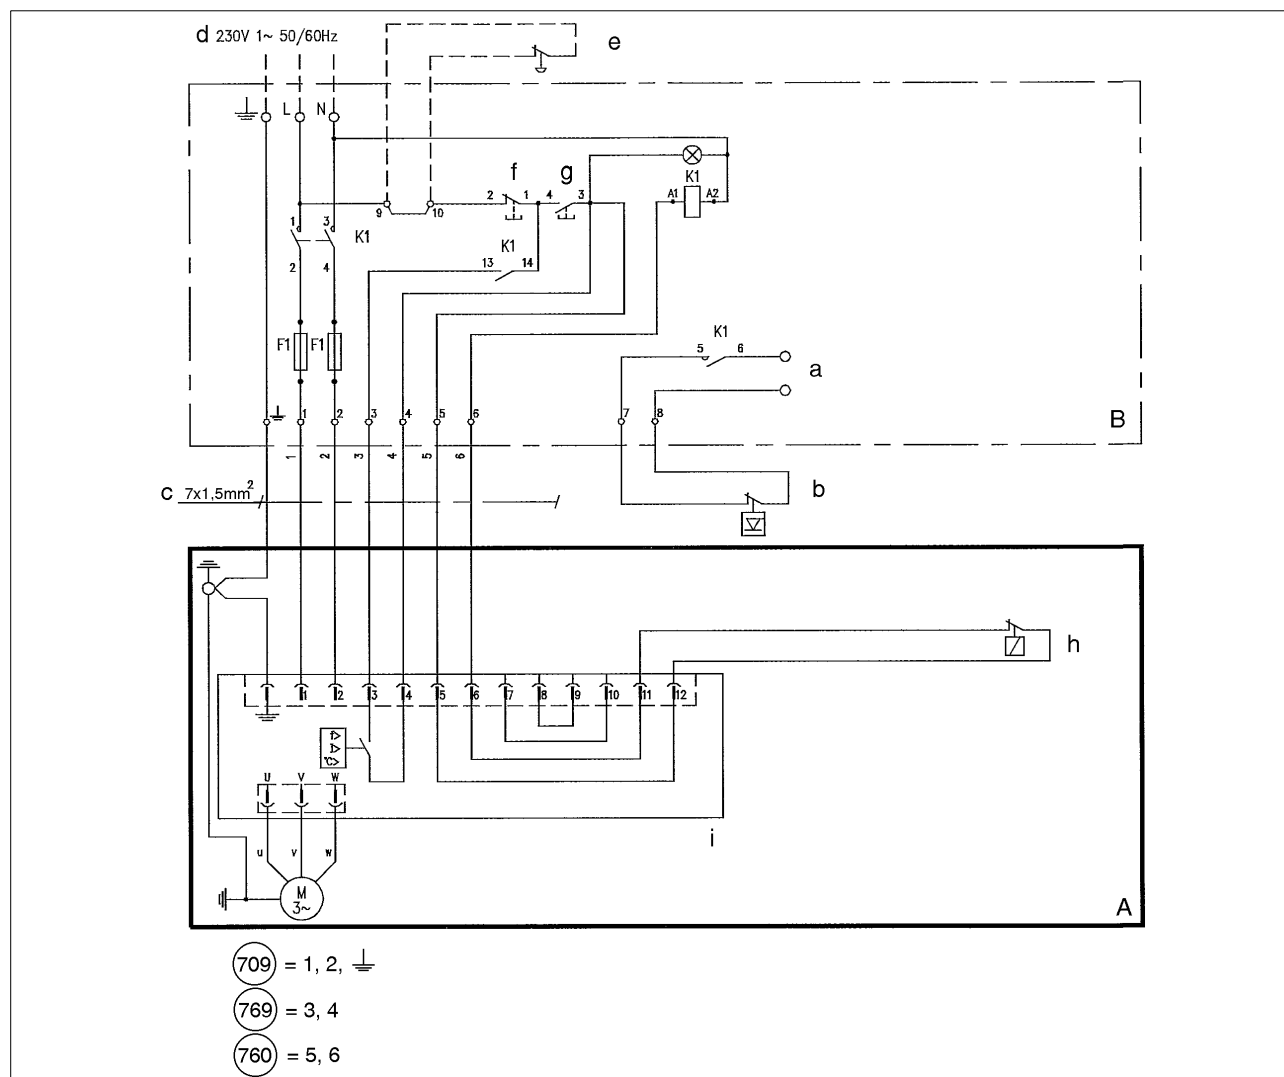 d 230V 1~ 50/60Hz
e
L N
K1
f g
A1 A2
2 1 4 3
9 10
1 3
K1
K1
13 14
2 4
K1
5 6
F1 F1
a
1 2 3 4 5 6 7 8
B
1 2 3 4 5 6
c 7x1,5mm2
b
h
1 2 3 4 5 6 7 8 9 10 11 12
°C
U V W
i
u v w
M
3~
A
709 = 1, 2,
769 = 3, 4
760 = 5, 6